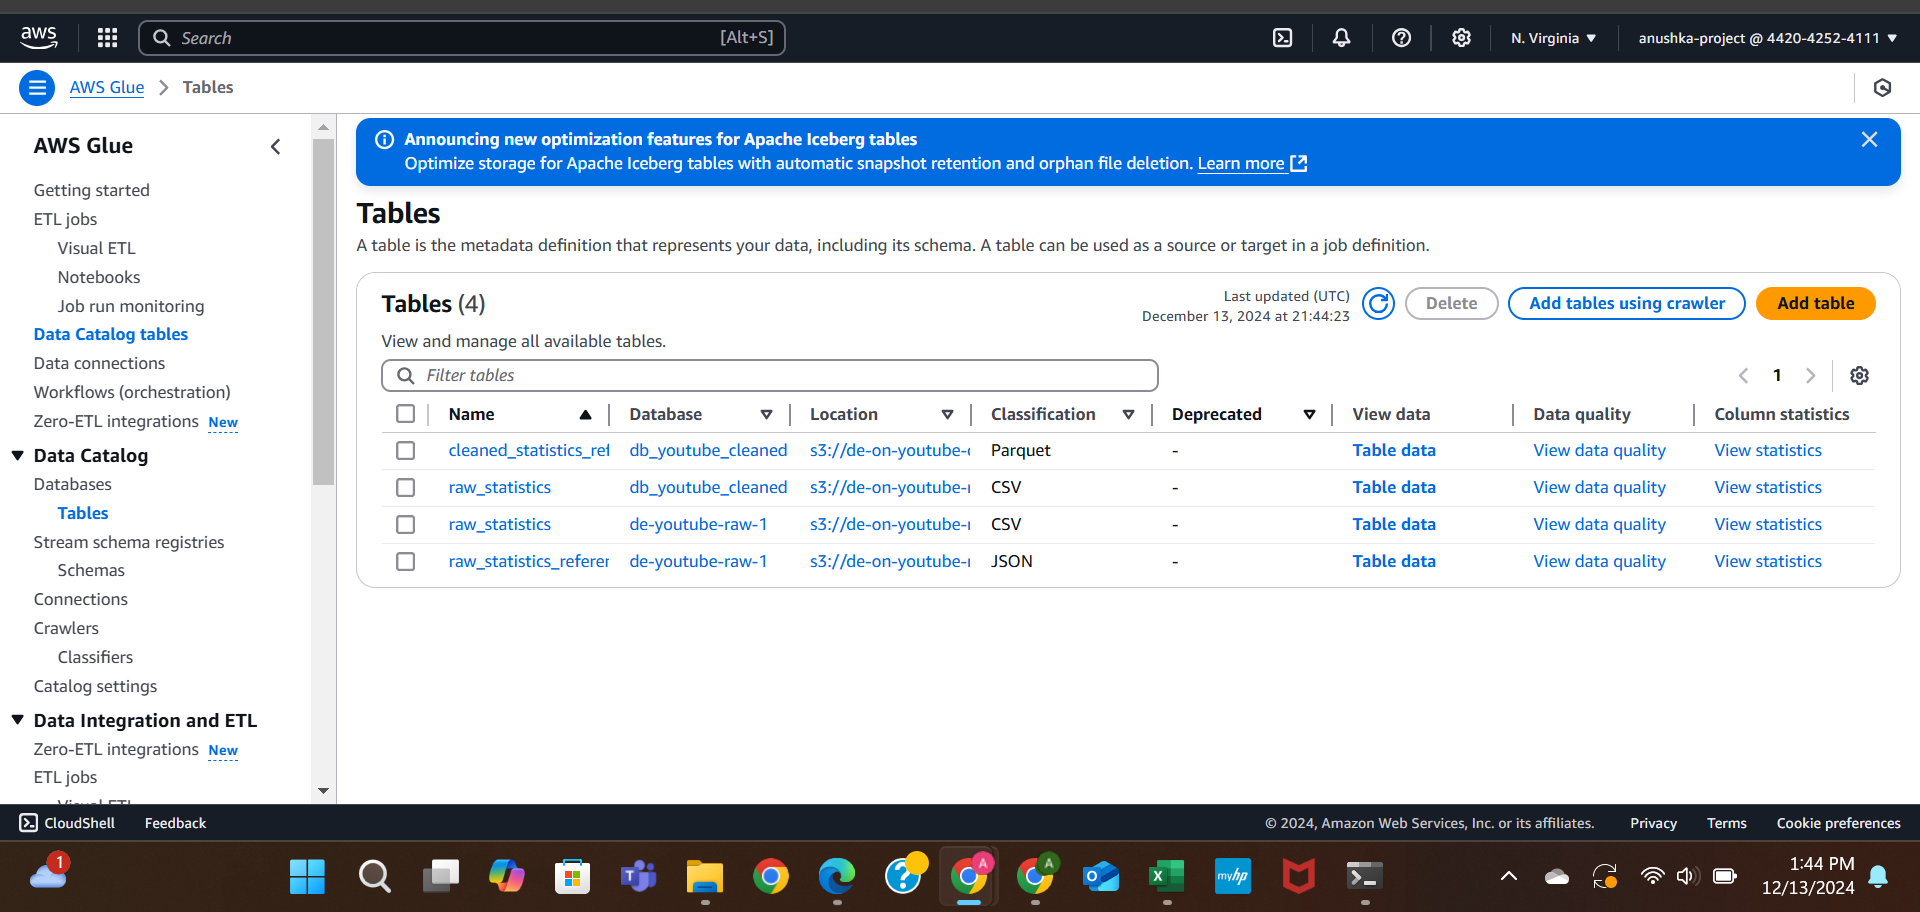 aws
Search [Alt+S]
N. Virginia ▼
anushka-project @ 4420-4252-4111 ▼
AWS Glue > Tables
AWS Glue
Getting started
ETL jobs
Visual ETL
Notebooks
Job run monitoring
Data Catalog tables
Data connections
Workflows (orchestration)
Zero-ETL integrations New
Data Catalog
Databases
Tables
Stream schema registries
Schemas
Connections
Crawlers
Classifiers
Catalog settings
Data Integration and ETL
Zero-ETL integrations New
ETL jobs
Visual ETL
Announcing new optimization features for Apache Iceberg tables
Optimize storage for Apache Iceberg tables with automatic snapshot retention and orphan file deletion. Learn more
Tables
A table is the metadata definition that represents your data, including its schema. A table can be used as a source or target in a job definition.
Tables (4)
Last updated (UTC)
December 13, 2024 at 21:44:23
Delete
Add tables using crawler
Add table
View and manage all available tables.
Filter tables
1
Name Database Location Classification Deprecated View data Data quality Column statistics
cleaned_statistics_ref db_youtube_cleaned s3://de-on-youtube-c Parquet - Table data View data quality View statistics
raw_statistics db_youtube_cleaned s3://de-on-youtube-r CSV - Table data View data quality View statistics
raw_statistics de-youtube-raw-1 s3://de-on-youtube-r CSV - Table data View data quality View statistics
raw_statistics_referer de-youtube-raw-1 s3://de-on-youtube-r JSON - Table data View data quality View statistics
CloudShell Feedback
© 2024, Amazon Web Services, Inc. or its affiliates. Privacy Terms Cookie preferences
1
A
A
myhp
1:44 PM
12/13/2024